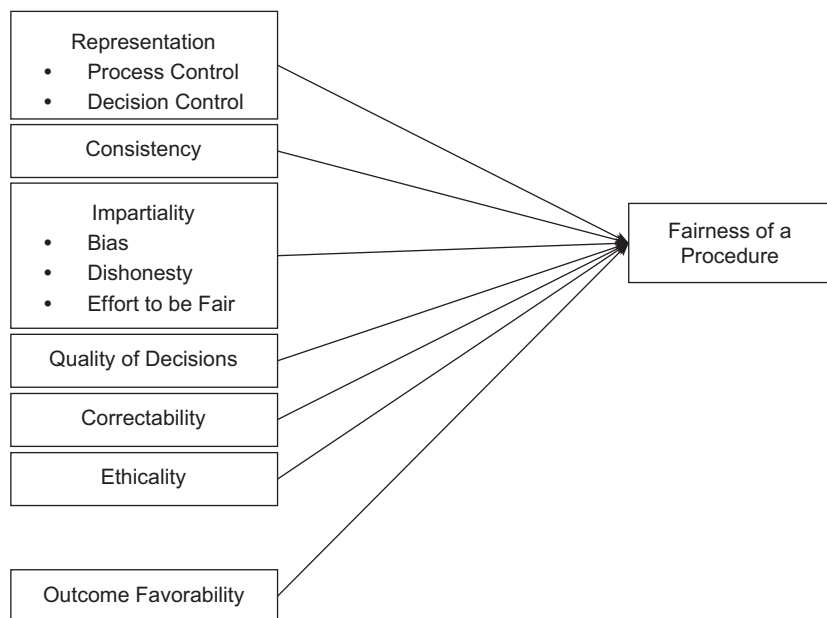 Representation
• Process Control
• Decision Control
Consistency
Impartiality
• Bias
• Dishonesty
• Effort to be Fair
Quality of Decisions
Correctability
Ethicality
Outcome Favorability
Fairness of a
Procedure